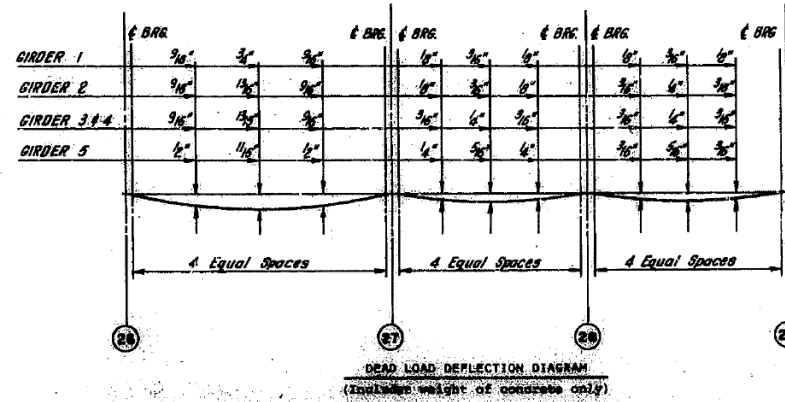 ₵ BRG. ₵ BRG. ₵ BRG. ₵ BRG
GIRDER 1 9/16" 3/4" 9/16" 1/8" 3/16" 1/8" 1/8" 3/16" 1/8"
GIRDER 2 9/16" 13/16" 9/16" 1/8" 3/16" 1/8" 3/16" 1/4" 3/16"
GIRDER 3 & 4 9/16" 13/16" 9/16" 3/16" 1/4" 3/16" 3/16" 1/4" 3/16"
GIRDER 5 1/2" 11/16" 1/2" 1/4" 5/16" 1/4" 3/16" 5/16" 3/16"
4 Equal Spaces 4 Equal Spaces 4 Equal Spaces
26 27 28
DEAD LOAD DEFLECTION DIAGRAM
(Includes weight of concrete only)